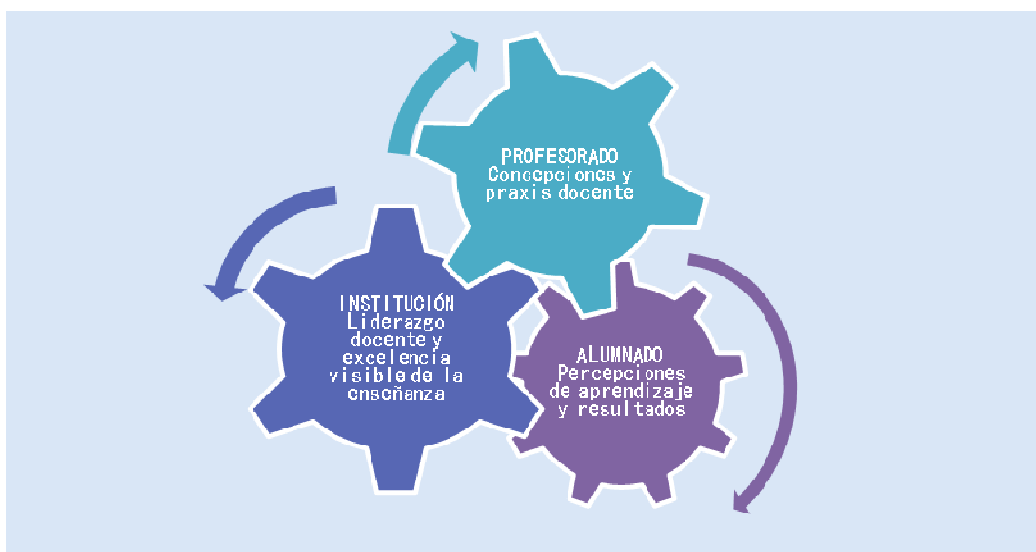 PROFESORADO
Concepciones y
praxis docente
INSTITUCIÓN
Liderazgo
docente y
excelencia
visible de la
enseñanza
ALUMNADO
Percepciones
de aprendizaje
y resultados